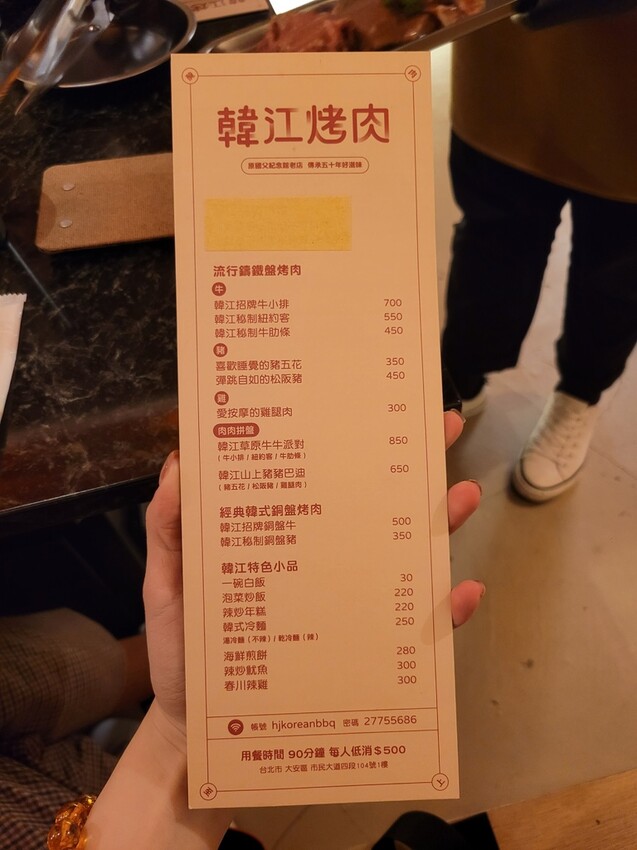 韓江烤肉
原國父紀念館老店 傳承五十年好滋味
流行鑄鐵盤烤肉
牛
韓江招牌牛小排 700
韓江秘制紐約客 550
韓江秘制牛肋條 450
豬
喜歡睡覺的豬五花 350
彈跳自如的松阪豬 450
雞
愛按摩的雞腿肉 300
肉肉拼盤
韓江草原牛牛派對 850
(牛小排 / 紐約客 / 牛肋條)
韓江山上豬豬巴迪 650
(豬五花 / 松阪豬 / 雞腿肉)
經典韓式銅盤烤肉
韓江招牌銅盤牛 500
韓江秘制銅盤豬 350
韓江特色小品
一碗白飯 30
泡菜炒飯 220
辣炒年糕 220
韓式冷麵 250
湯冷麵(不辣) / 乾冷麵(辣)
海鮮煎餅 280
辣炒魷魚 300
春川辣雞 300
帳號 hjkoreanbbq 密碼 27755686
用餐時間 90分鐘 每人低消$500
台北市 大安區 市民大道四段104號1樓